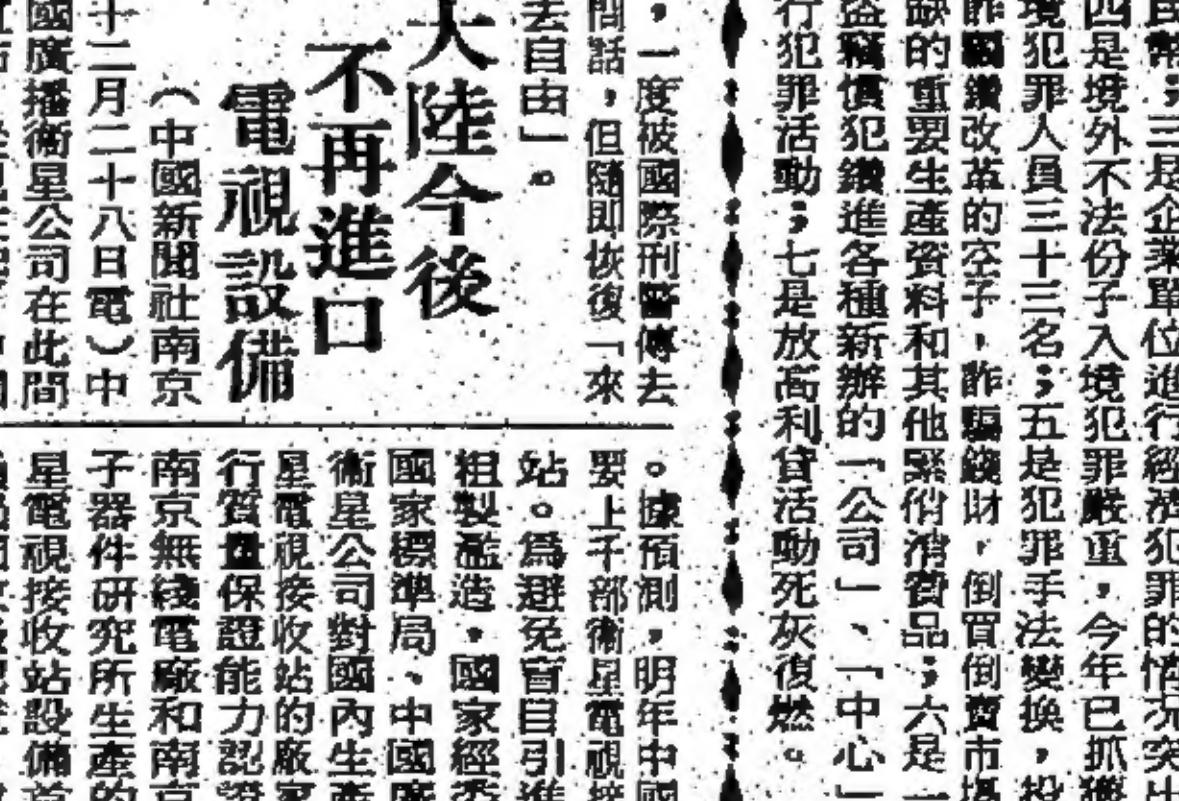 民幣；三是企業單位進行經濟犯罪的情况突出
四是境外不法份子入境犯罪嚴重，今年已抓獲
境犯罪人員三十三名；五是犯罪手法變換，投
詐騙錢財，倒買倒賣市場
缺的重要生產資料和其他緊俏消費品；六是一
盜竊慣犯鑽進各種新辦的「公司」、「中心」
行犯罪活動；七是放高利貸活動死灰復燃。
，一度被國際刑警傳去
問話，但隨即恢復「來
去自由」。
大陸今後
不再進口
電視設備
（中國新聞社南京
十二月二十八日電）中
國廣播衛星公司在此間
。據預測，明年中國
要上千部衛星電視接
站。爲避免盲目引進
粗製濫造，國家經委
國家標準局、中國廣
衛星公司對國內生產
星電視接收站的廠家
行質量保證能力認證
南京無綫電廠和南京
子器件研究所生產的
星電視接收站設備首